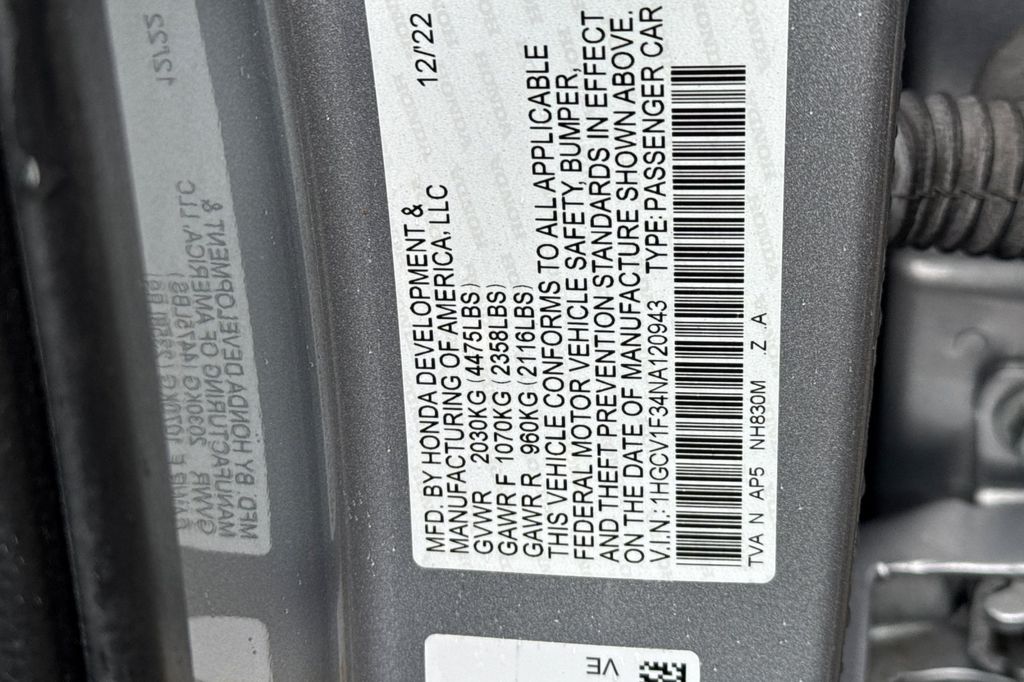 MFD. BY HONDA DEVELOPMENT &
MANUFACTURING OF AMERICA, LLC 12/'22
GVWR 2030KG (4475LBS)
GAWR F 1070KG (2358LBS)
GAWR R 960KG (2116LBS)
THIS VEHICLE CONFORMS TO ALL APPLICABLE
FEDERAL MOTOR VEHICLE SAFETY, BUMPER,
AND THEFT PREVENTION STANDARDS IN EFFECT
ON THE DATE OF MANUFACTURE SHOWN ABOVE.
V.I.N.: 1HGCV1F34NA120943 TYPE: PASSENGER CAR
TVA N AP5 NH830M Z .A
VE